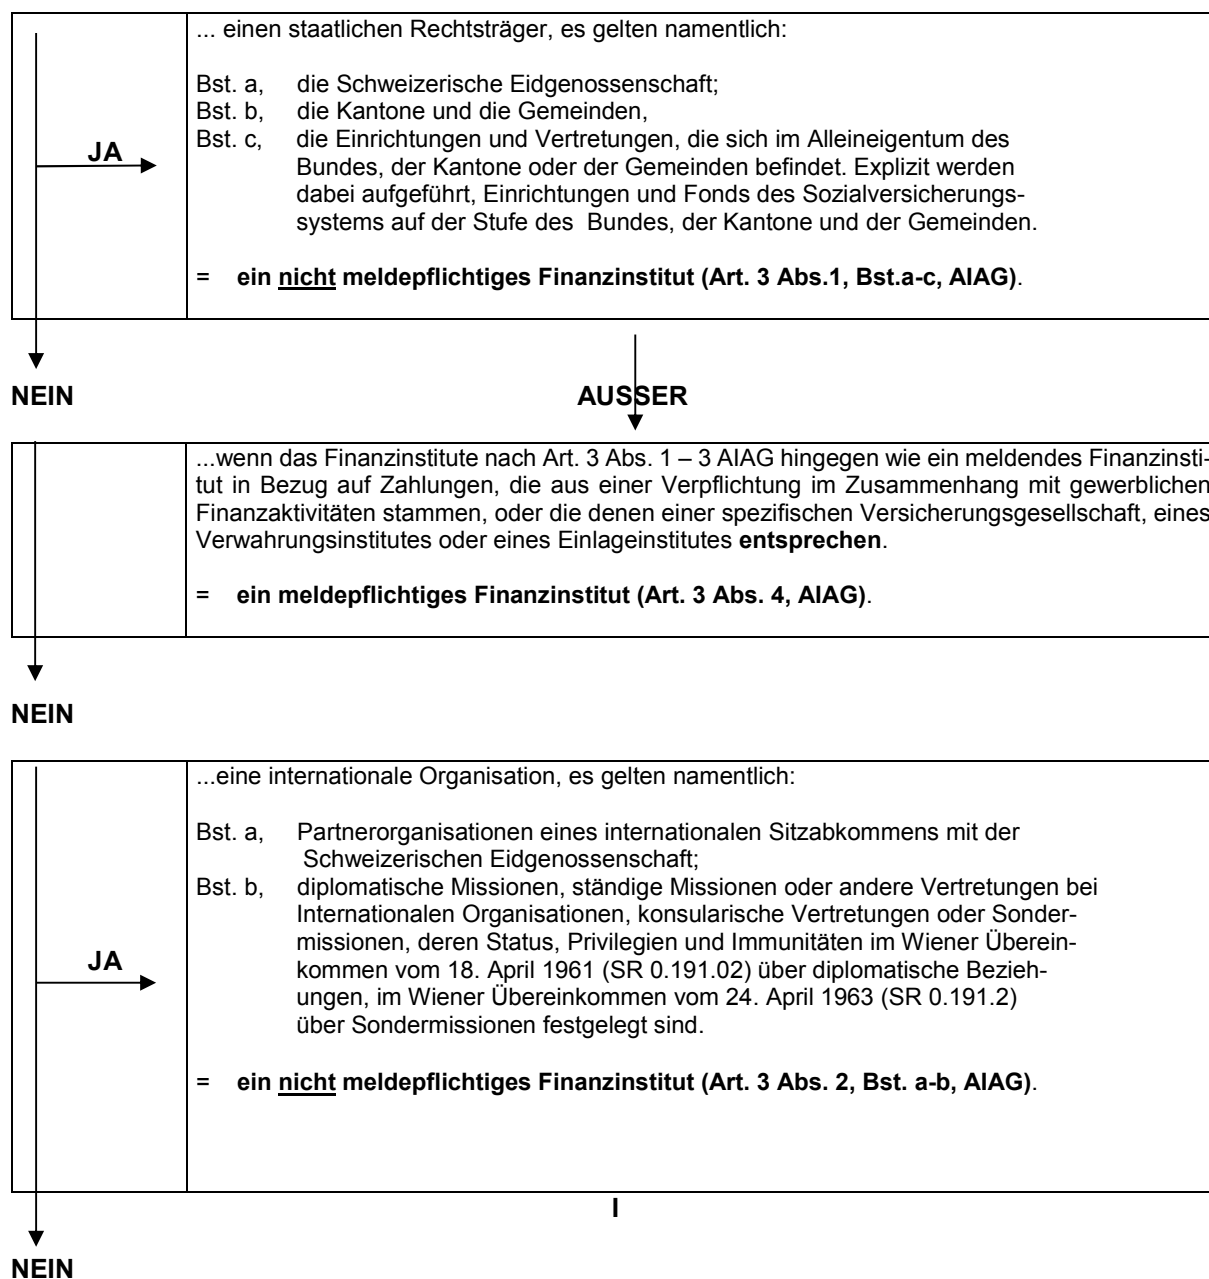 ... einen staatlichen Rechtsträger, es gelten namentlich:
Bst. a, die Schweizerische Eidgenossenschaft;
Bst. b, die Kantone und die Gemeinden,
Bst. c, die Einrichtungen und Vertretungen, die sich im Alleineigentum des
JA
Bundes, der Kantone oder der Gemeinden befindet. Explizit werden
dabei aufgeführt, Einrichtungen und Fonds des Sozialversicherungs-
systems auf der Stufe des Bundes, der Kantone und der Gemeinden.
= ein nicht meldepflichtiges Finanzinstitut (Art. 3 Abs.1, Bst.a-c, AIAG).
NEIN AUSSER
...wenn das Finanzinstitute nach Art. 3 Abs. 1 – 3 AIAG hingegen wie ein meldendes Finanzinsti-
tut in Bezug auf Zahlungen, die aus einer Verpflichtung im Zusammenhang mit gewerblichen
Finanzaktivitäten stammen, oder die denen einer spezifischen Versicherungsgesellschaft, eines
Verwahrungsinstitutes oder eines Einlageinstitutes entsprechen.
= ein meldepflichtiges Finanzinstitut (Art. 3 Abs. 4, AIAG).
NEIN
...eine internationale Organisation, es gelten namentlich:
Bst. a, Partnerorganisationen eines internationalen Sitzabkommens mit der
Schweizerischen Eidgenossenschaft;
Bst. b, diplomatische Missionen, ständige Missionen oder andere Vertretungen bei
Internationalen Organisationen, konsularische Vertretungen oder Sonder-
missionen, deren Status, Privilegien und Immunitäten im Wiener Überein-
JA
kommen vom 18. April 1961 (SR 0.191.02) über diplomatische Bezieh-
ungen, im Wiener Übereinkommen vom 24. April 1963 (SR 0.191.2)
über Sondermissionen festgelegt sind.
= ein nicht meldepflichtiges Finanzinstitut (Art. 3 Abs. 2, Bst. a-b, AIAG).
I
NEIN